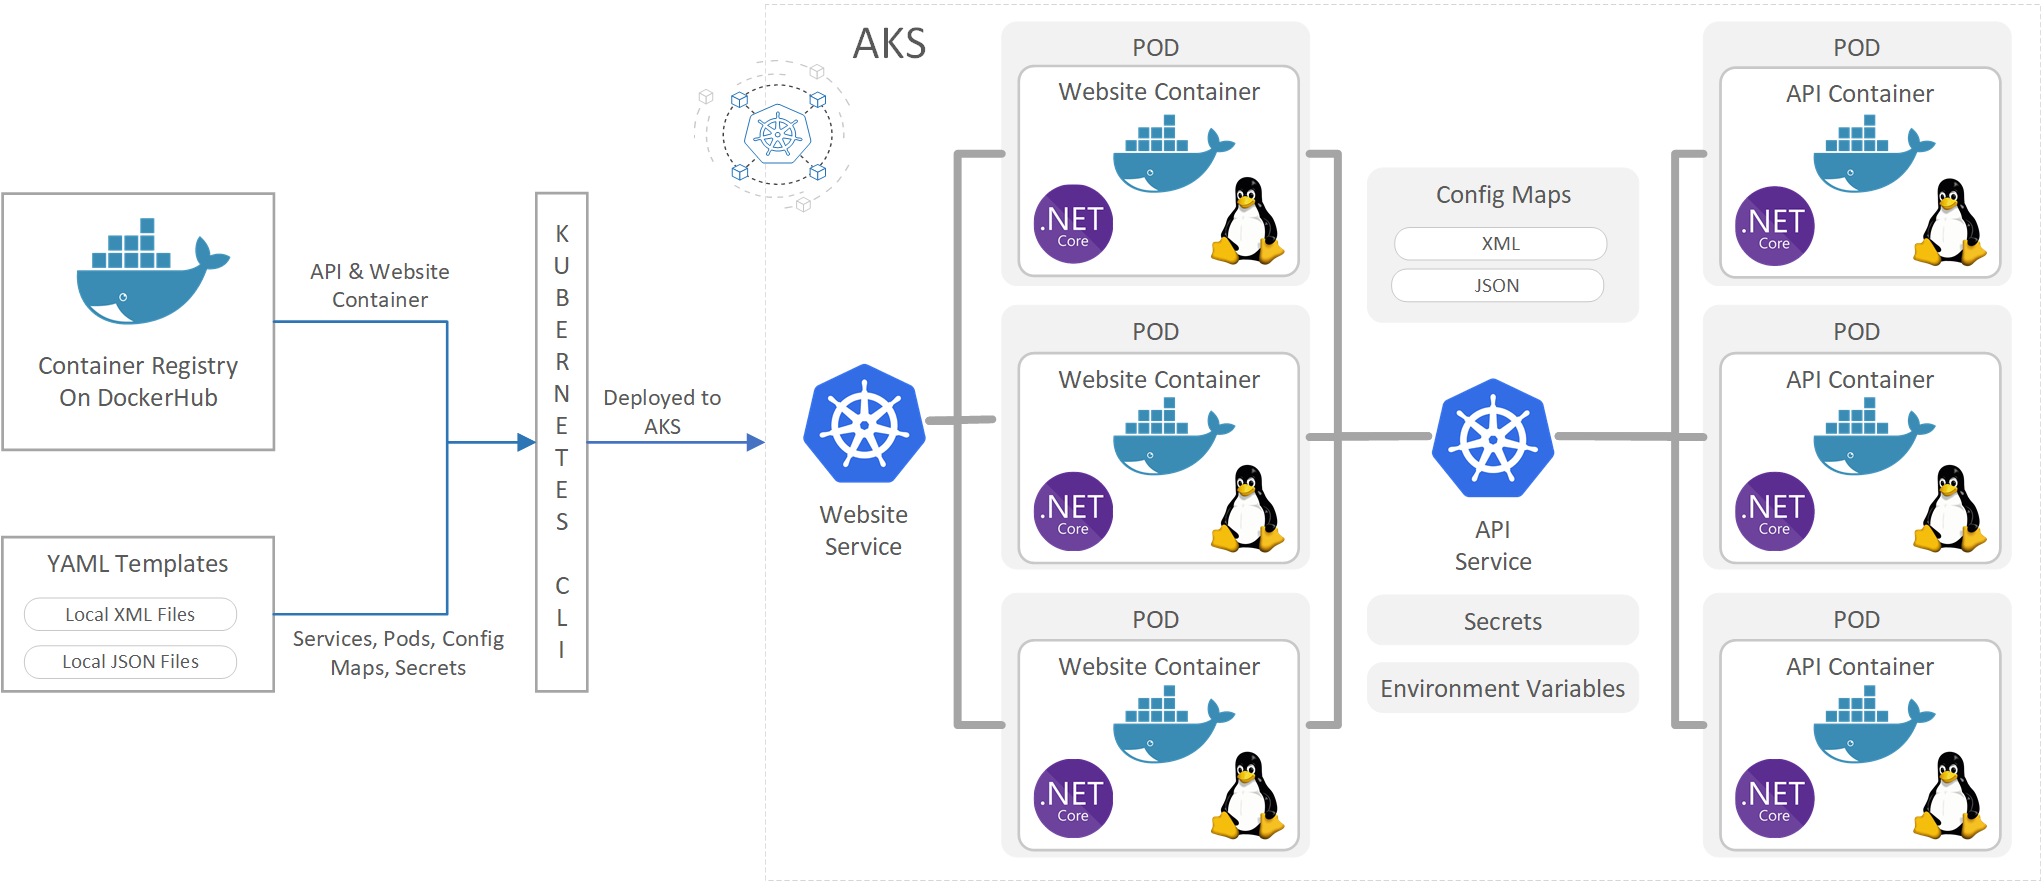 Container Registry
On DockerHub
YAML Templates
Local XML Files
Local JSON Files
API & Website
Container
Services, Pods, Config
Maps, Secrets
KUBERNETES CLI
Deployed to
AKS
AKS
Website
Service
POD
Website Container
.NET
Core
POD
Website Container
.NET
Core
POD
Website Container
.NET
Core
Config Maps
XML
JSON
API
Service
Secrets
Environment Variables
POD
API Container
.NET
Core
POD
API Container
.NET
Core
POD
API Container
.NET
Core